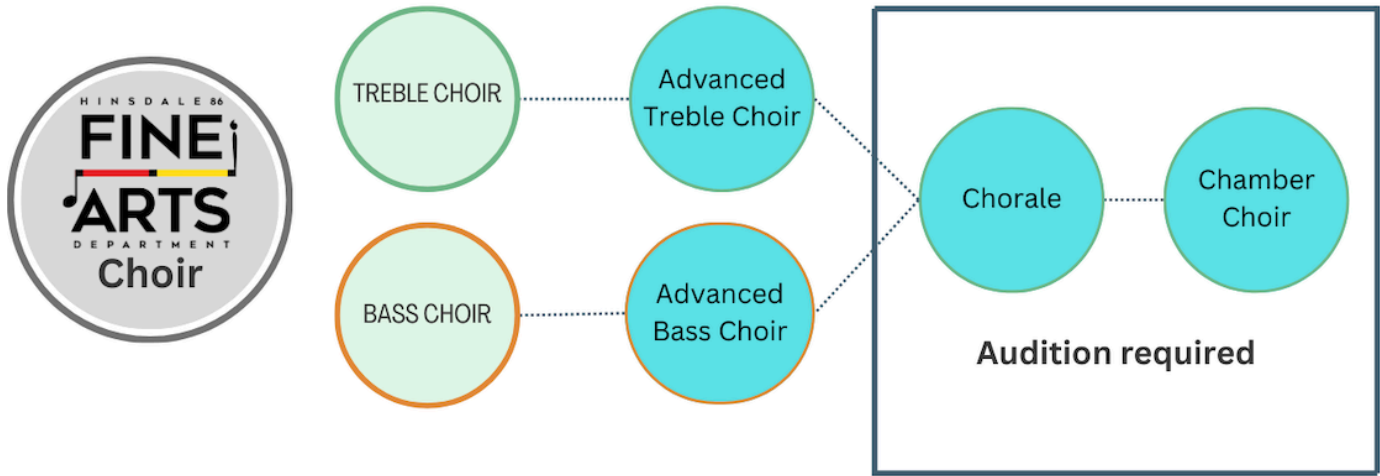 HINSDALE 86
FINE
ARTS
DEPARTMENT
Choir
TREBLE CHOIR
Advanced
Treble Choir
BASS CHOIR
Advanced
Bass Choir
Chorale
Chamber
Choir
Audition required